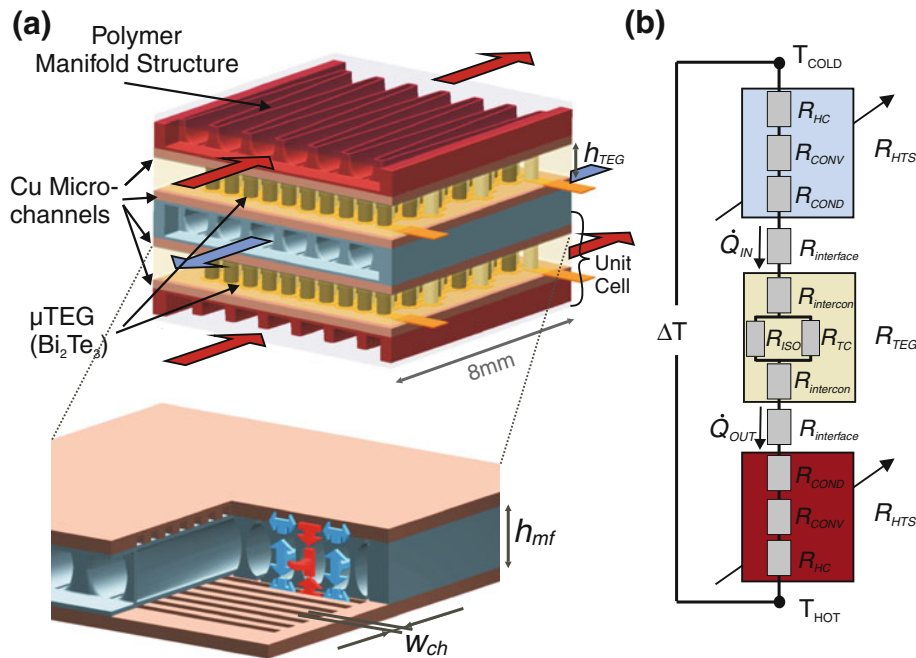 (a)
Polymer
Manifold Structure
h_TEG
Cu Micro-
channels
Unit
Cell
µTEG
(Bi₂Te₃)
8mm
h_mf
w_ch
(b)
T_COLD
R_HC
R_CONV
R_COND
R_HTS
Q̇_IN
R_interface
R_intercon
ΔT
R_ISO
R_TC
R_TEG
R_intercon
Q̇_OUT
R_interface
R_COND
R_CONV
R_HTS
R_HC
T_HOT